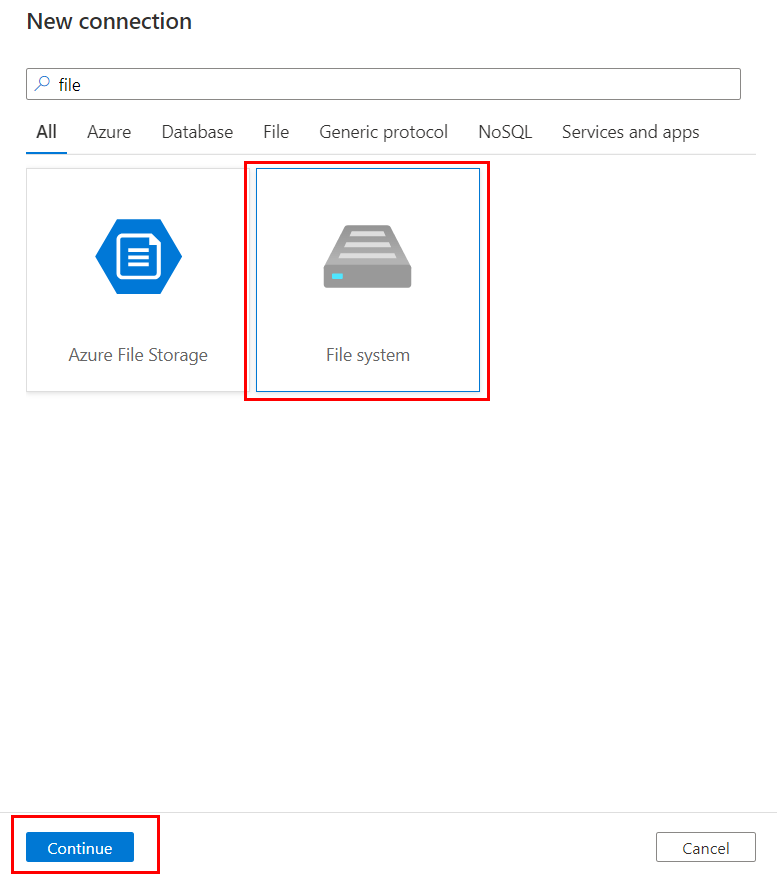 New connection
file
All Azure Database File Generic protocol NoSQL Services and apps
Azure File Storage File system
Continue Cancel